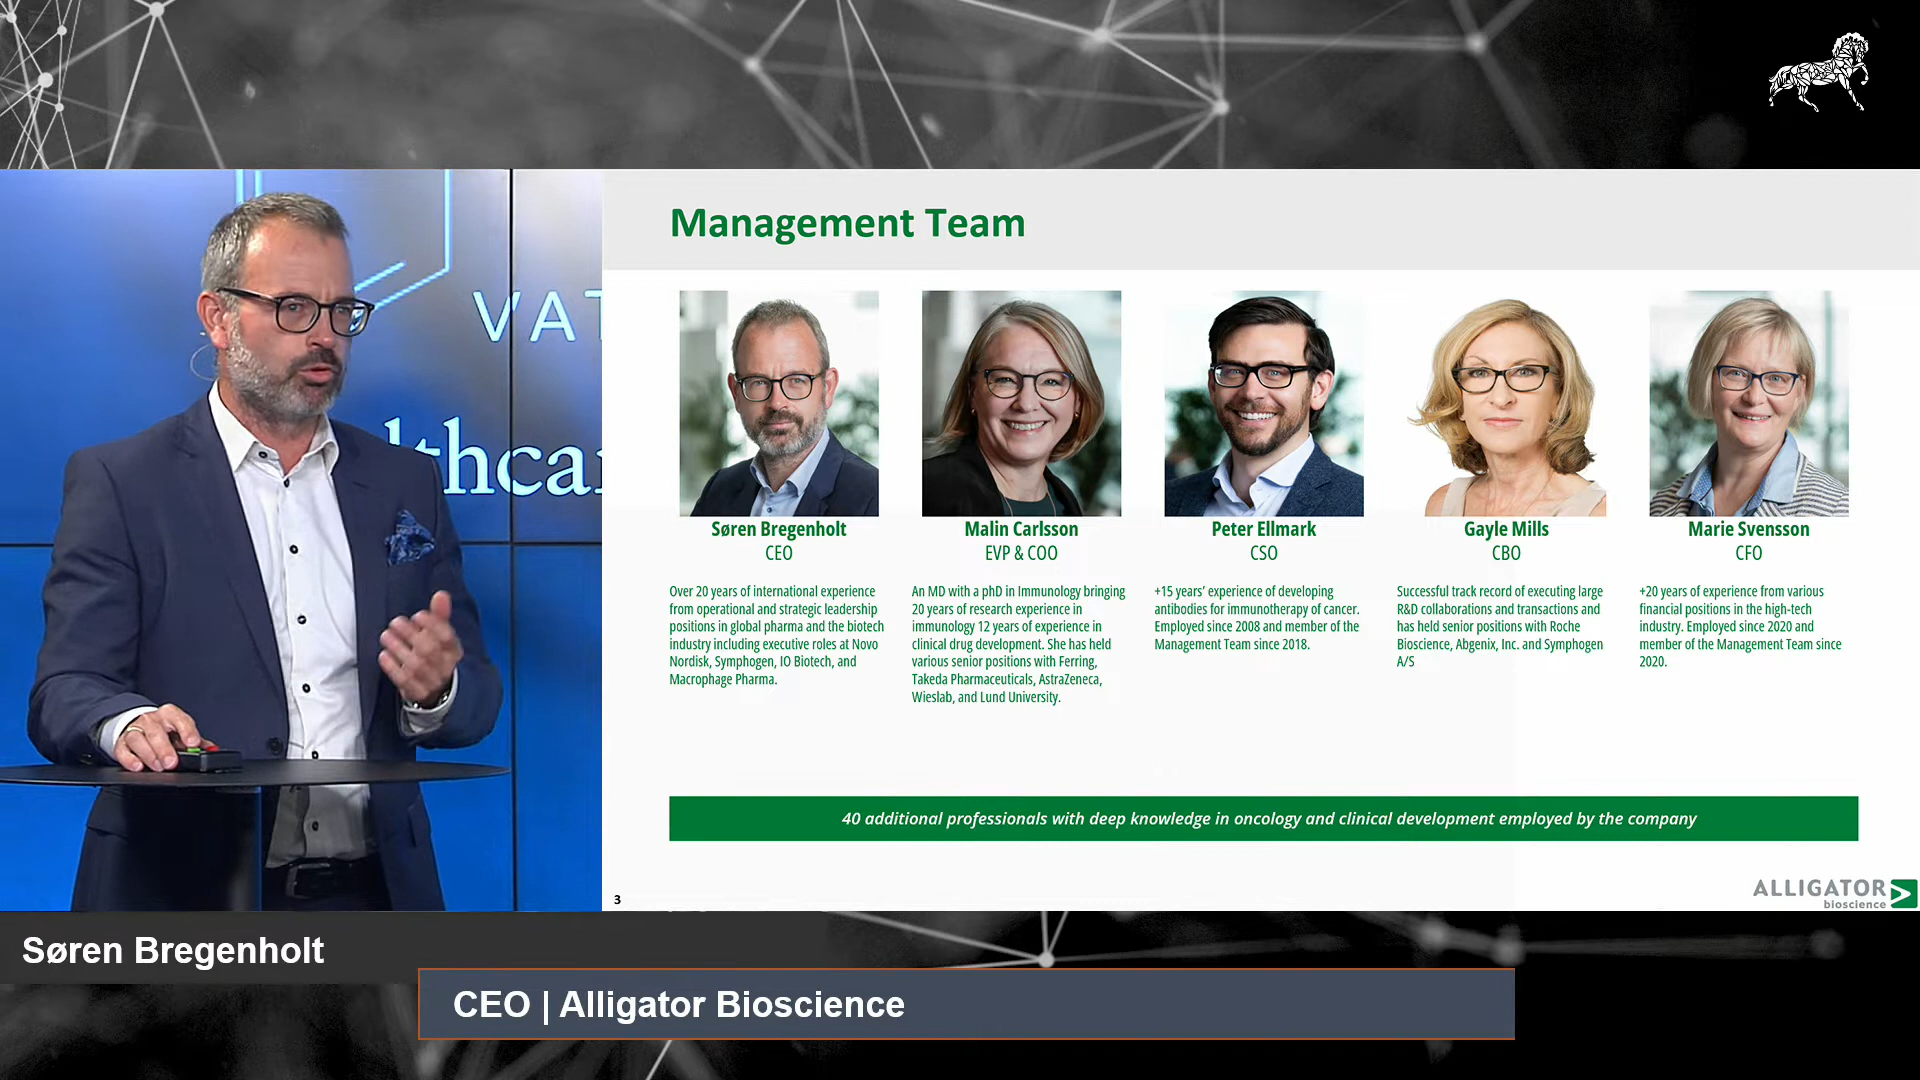 VAT
lthcar
Management Team
Søren Bregenholt
CEO
Over 20 years of international experience
from operational and strategic leadership
positions in global pharma and the biotech
industry including executive roles at Novo
Nordisk, Symphogen, IO Biotech, and
Macrophage Pharma.
Malin Carlsson
EVP & COO
An MD with a phD in Immunology bringing
20 years of research experience in
immunology 12 years of experience in
clinical drug development. She has held
various senior positions with Ferring,
Takeda Pharmaceuticals, AstraZeneca,
Wieslab, and Lund University.
Peter Ellmark
CSO
+15 years’ experience of developing
antibodies for immunotherapy of cancer.
Employed since 2008 and member of the
Management Team since 2018.
Gayle Mills
CBO
Successful track record of executing large
R&D collaborations and transactions and
has held senior positions with Roche
Bioscience, Abgenix, Inc. and Symphogen
A/S
Marie Svensson
CFO
+20 years of experience from various
financial positions in the high-tech
industry. Employed since 2020 and
member of the Management Team since
2020.
40 additional professionals with deep knowledge in oncology and clinical development employed by the company
3
ALLIGATOR
bioscience
Søren Bregenholt
CEO | Alligator Bioscience